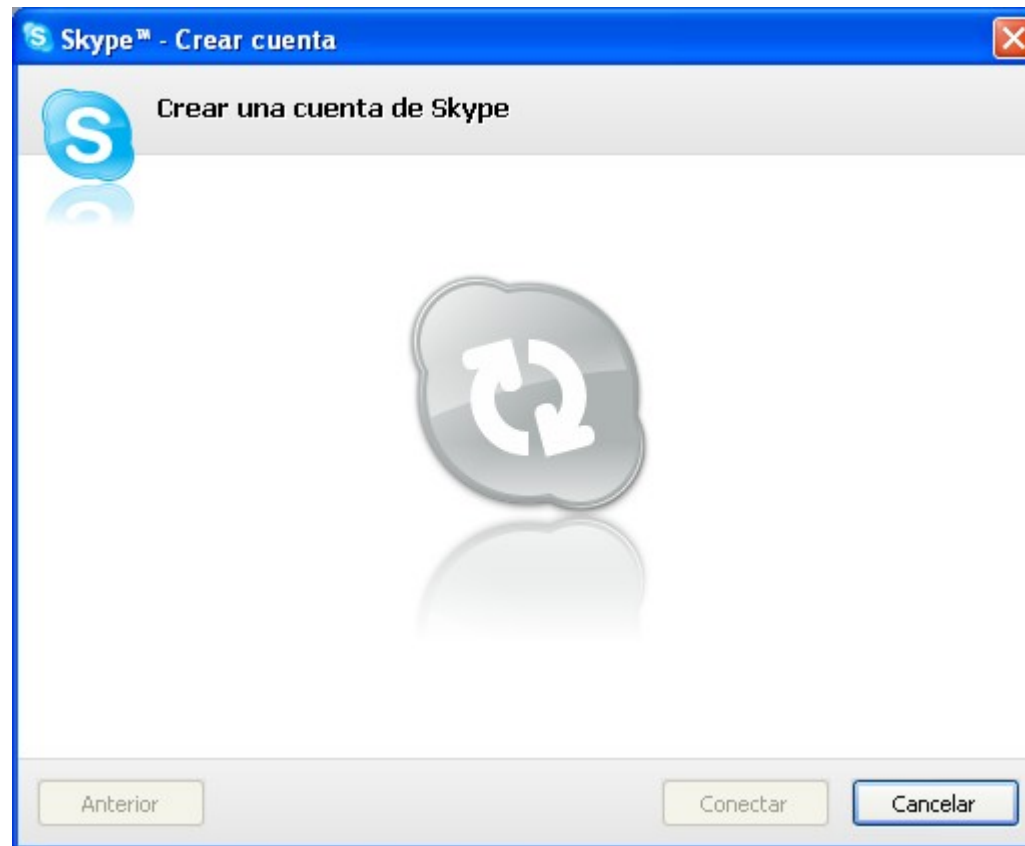 Skype™ - Crear cuenta
Crear una cuenta de Skype
Anterior
Conectar
Cancelar